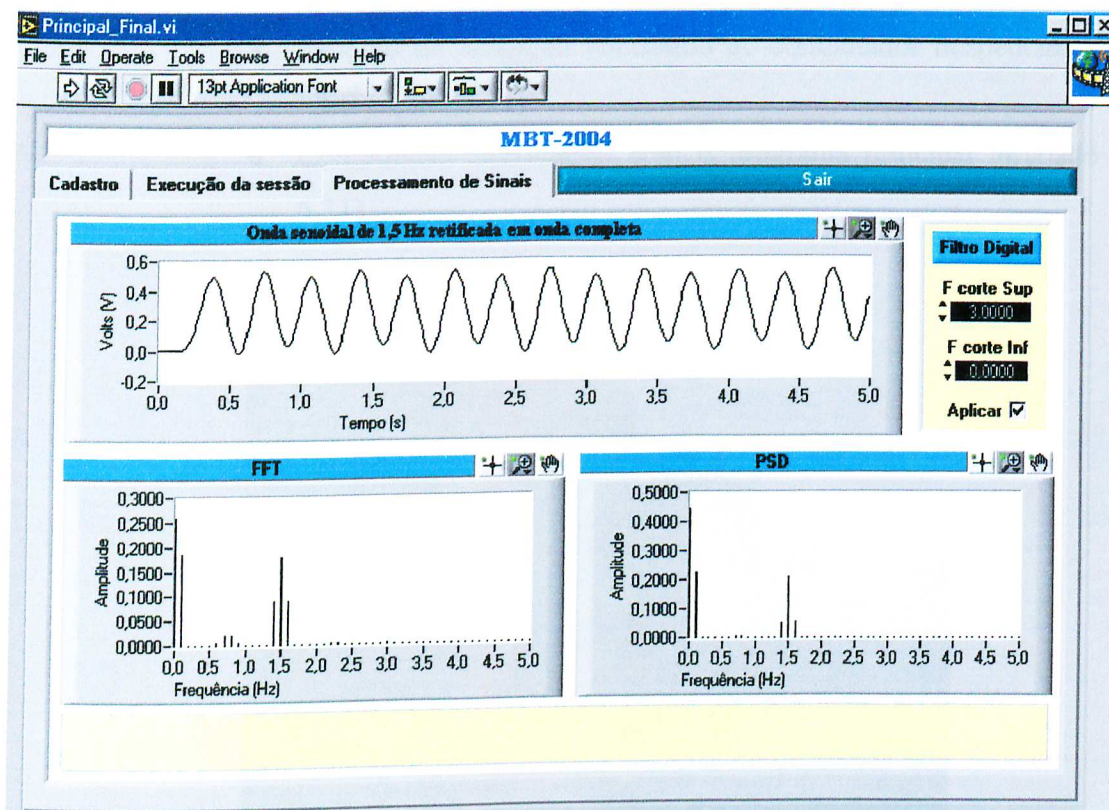 Principal_Final.vi
File Edit Operate Tools Browse Window Help
13pt Application Font
MBT-2004
Cadastro Execução da sessão Processamento de Sinais Sair
Onda senoidal de 1,5 Hz retificada em onda completa
Volts (V)
0,6
0,4
0,2
0,0
-0,2
0,0 0,5 1,0 1,5 2,0 2,5 3,0 3,5 4,0 4,5 5,0
Tempo (s)
Filtro Digital
F corte Sup
3,0000
F corte Inf
0,0000
Aplicar
FFT
Amplitude
0,3000
0,2500
0,2000
0,1500
0,1000
0,0500
0,0000
0,0 0,5 1,0 1,5 2,0 2,5 3,0 3,5 4,0 4,5 5,0
Frequência (Hz)
PSD
Amplitude
0,5000
0,4000
0,3000
0,2000
0,1000
0,0000
0,0 0,5 1,0 1,5 2,0 2,5 3,0 3,5 4,0 4,5 5,0
Frequência (Hz)